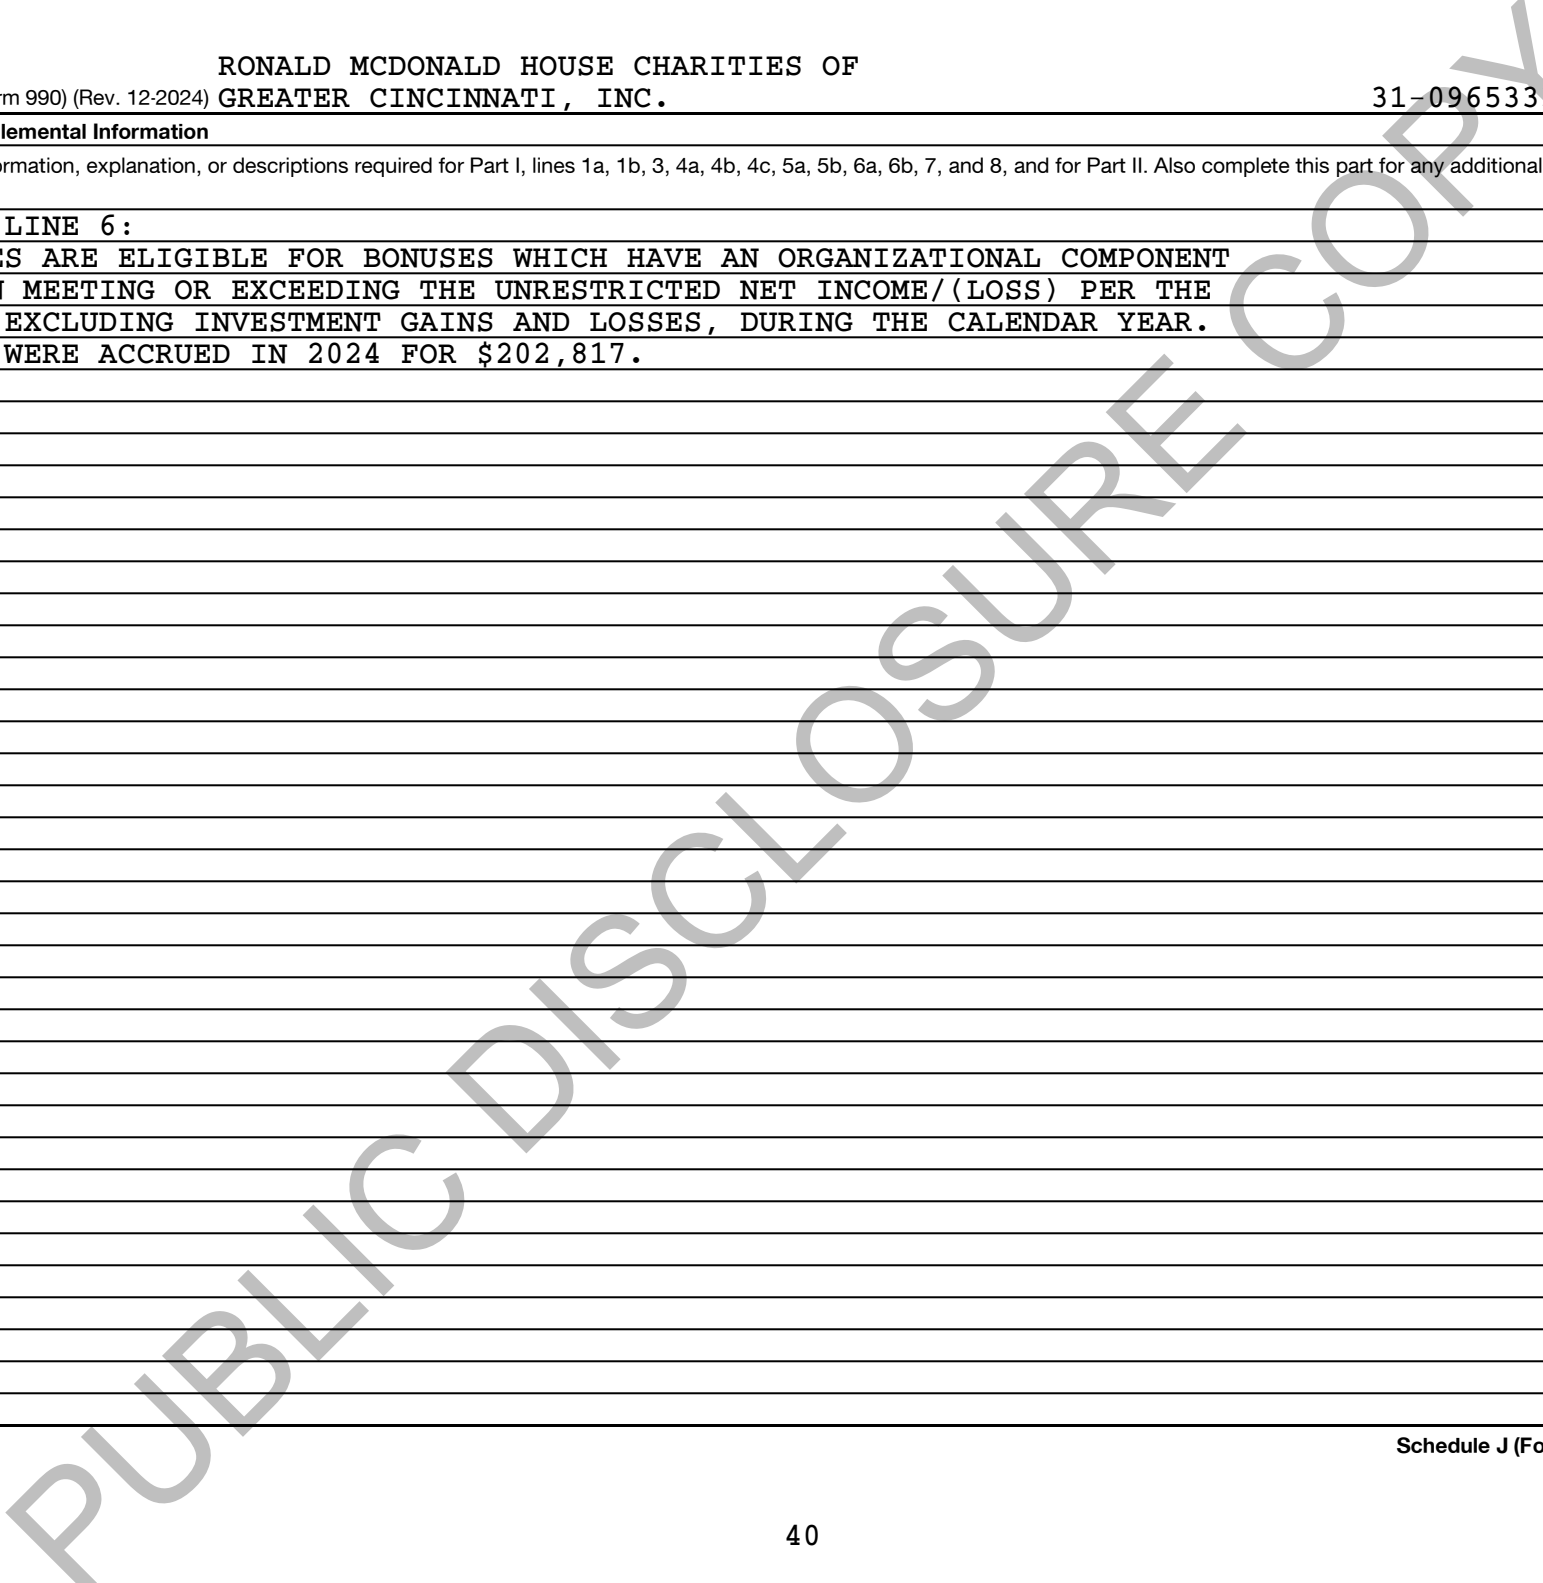 RONALD MCDONALD HOUSE CHARITIES OF
rm 990) (Rev. 12-2024) GREATER CINCINNATI, INC. 31-096533
lemental Information
ormation, explanation, or descriptions required for Part I, lines 1a, 1b, 3, 4a, 4b, 4c, 5a, 5b, 6a, 6b, 7, and 8, and for Part II. Also complete this part for any additional
LINE 6:
ES ARE ELIGIBLE FOR BONUSES WHICH HAVE AN ORGANIZATIONAL COMPONENT
MEETING OR EXCEEDING THE UNRESTRICTED NET INCOME/(LOSS) PER THE
EXCLUDING INVESTMENT GAINS AND LOSSES, DURING THE CALENDAR YEAR.
WERE ACCRUED IN 2024 FOR $202,817.
PUBLIC DISCLOSURE COPY
Schedule J (Fo
40